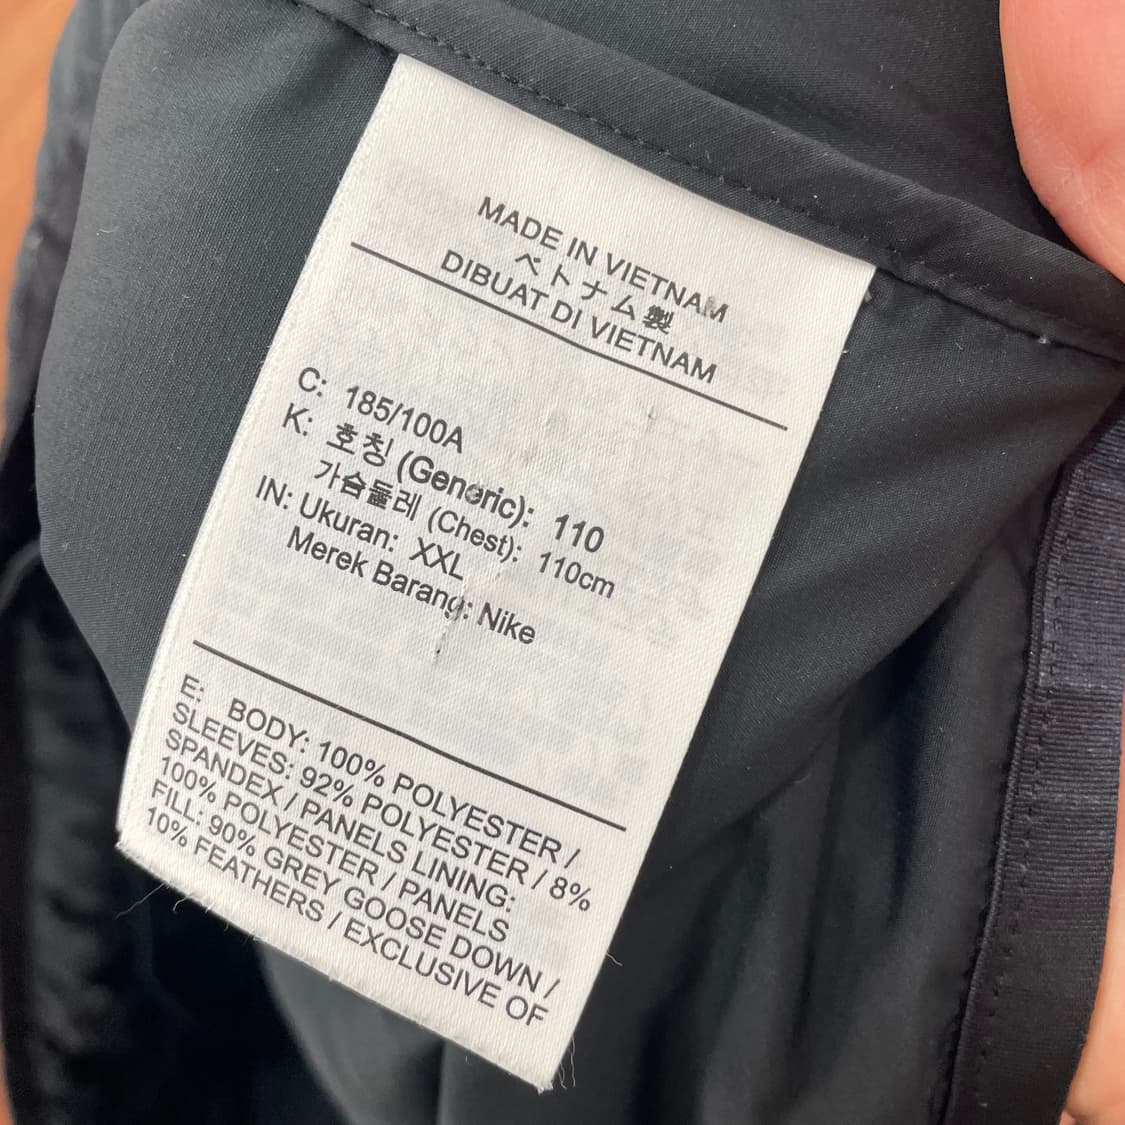 MADE IN VIETNAM
ベトナム製
DIBUAT DI VIETNAM
C: 185/100A
K: 호칭 (Generic): 110
가슴둘레 (Chest): 110cm
IN: Ukuran: XXL
Merek Barang: Nike
E: BODY: 100% POLYESTER /
SLEEVES: 92% POLYESTER / 8%
SPANDEX / PANELS LINING:
100% POLYESTER / PANELS
FILL: 90% GREY GOOSE DOWN /
10% FEATHERS / EXCLUSIVE OF